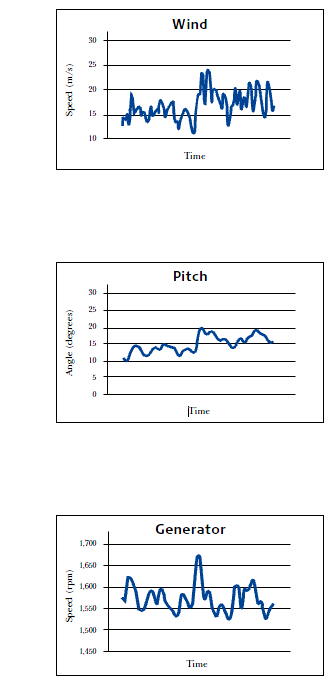 Wind
Speed (m/s)
30
25
20
15
10
Time
Pitch
Angle (degrees)
30
25
20
15
10
5
0
Time
Generator
Speed (rpm)
1,700
1,650
1,600
1,550
1,500
1,450
Time